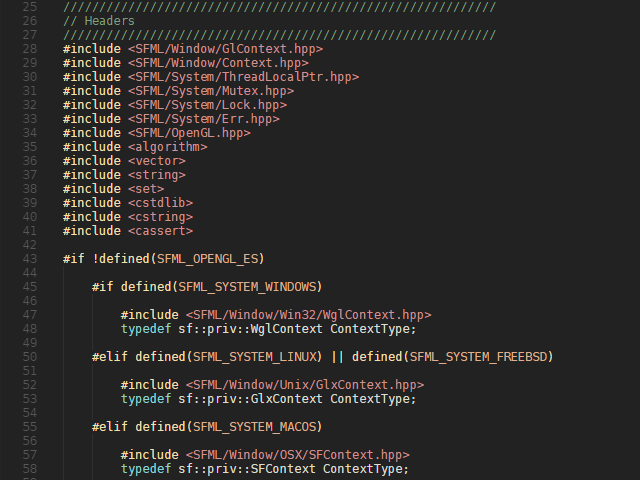 25 ////////////////////////////////////////////////////////////
26 // Headers
27 ////////////////////////////////////////////////////////////
28 #include <SFML/Window/GlContext.hpp>
29 #include <SFML/Window/Context.hpp>
30 #include <SFML/System/ThreadLocalPtr.hpp>
31 #include <SFML/System/Mutex.hpp>
32 #include <SFML/System/Lock.hpp>
33 #include <SFML/System/Err.hpp>
34 #include <SFML/OpenGL.hpp>
35 #include <algorithm>
36 #include <vector>
37 #include <string>
38 #include <set>
39 #include <cstdlib>
40 #include <cstring>
41 #include <cassert>
42
43 #if !defined(SFML_OPENGL_ES)
44
45     #if defined(SFML_SYSTEM_WINDOWS)
46
47         #include <SFML/Window/Win32/WglContext.hpp>
48         typedef sf::priv::WglContext ContextType;
49
50     #elif defined(SFML_SYSTEM_LINUX) || defined(SFML_SYSTEM_FREEBSD)
51
52         #include <SFML/Window/Unix/GlxContext.hpp>
53         typedef sf::priv::GlxContext ContextType;
54
55     #elif defined(SFML_SYSTEM_MACOS)
56
57         #include <SFML/Window/OSX/SFContext.hpp>
58         typedef sf::priv::SFContext ContextType;